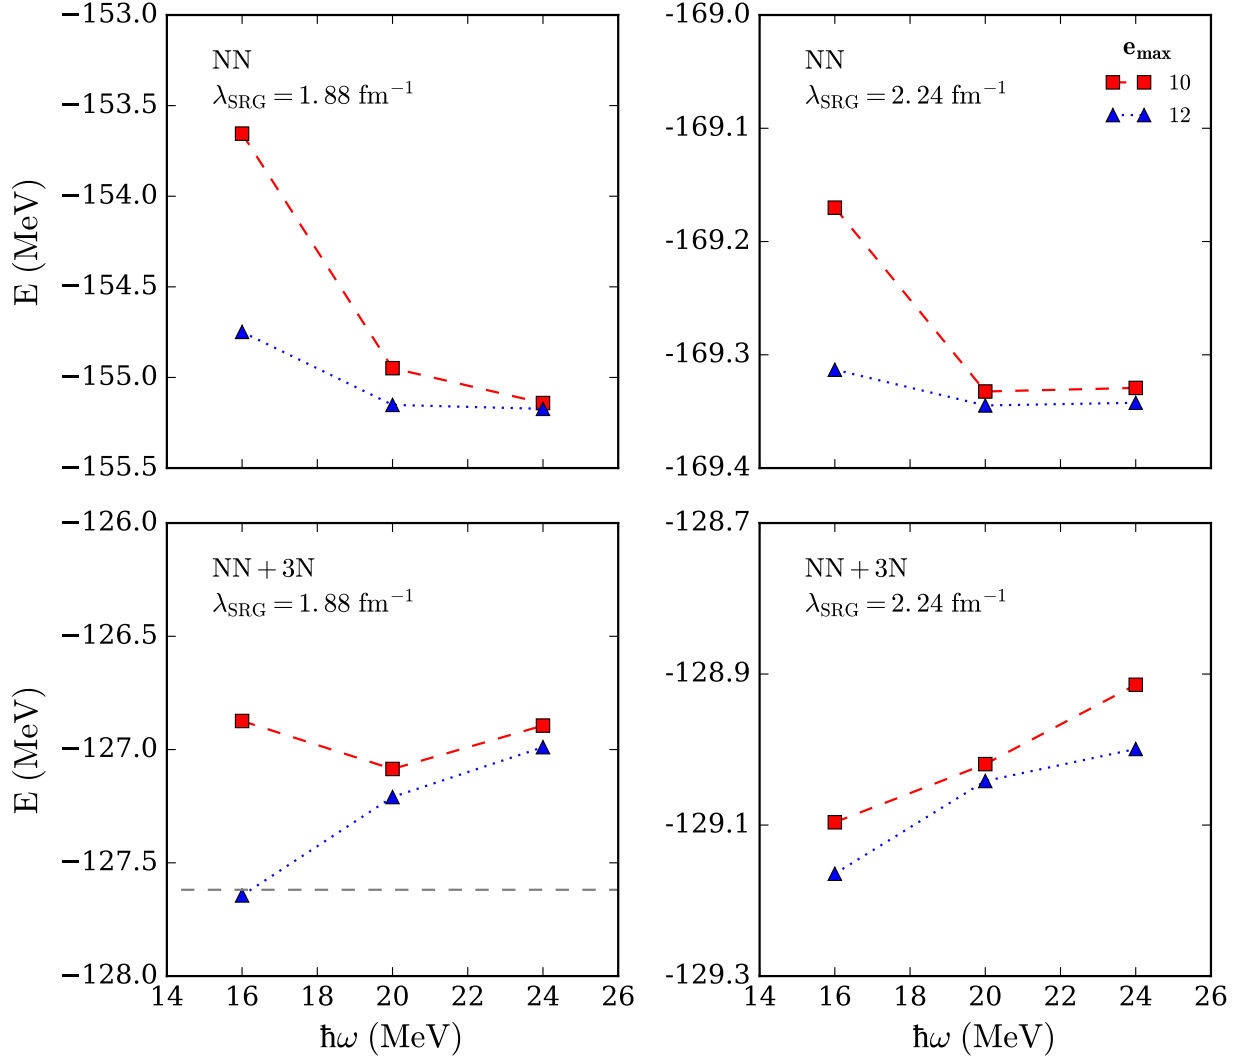 −153.0
−153.5
−154.0
−154.5
−155.0
−155.5
E (MeV)
NN
λSRG = 1.88 fm⁻¹
-169.0
-169.1
-169.2
-169.3
-169.4
NN
λSRG = 2.24 fm⁻¹
emax
10
12
−126.0
−126.5
−127.0
−127.5
−128.0
E (MeV)
NN + 3N
λSRG = 1.88 fm⁻¹
14 16 18 20 22 24 26
ħω (MeV)
-128.7
-128.9
-129.1
-129.3
NN + 3N
λSRG = 2.24 fm⁻¹
14 16 18 20 22 24 26
ħω (MeV)